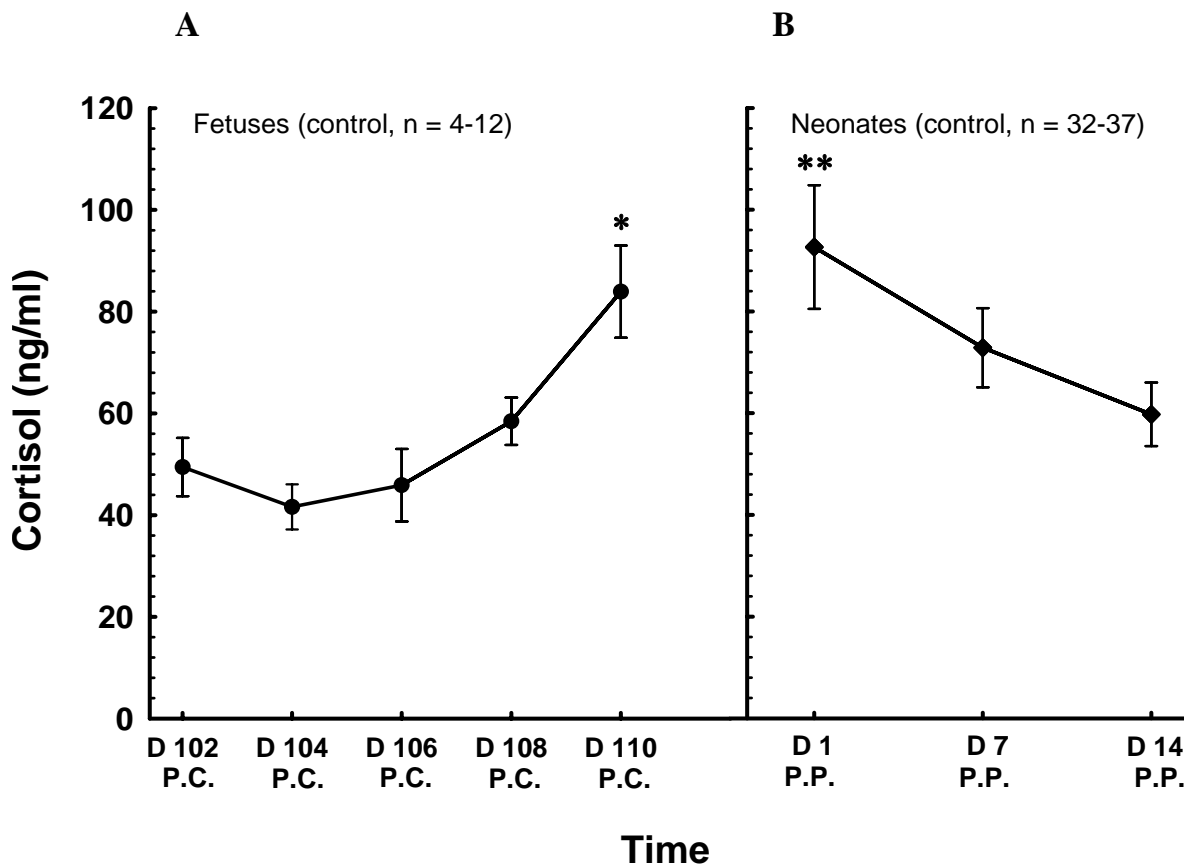 A
B
Fetuses (control, n = 4-12)
Neonates (control, n = 32-37)
**
*
120
100
80
60
40
20
0
Cortisol (ng/ml)
D 102 D 104 D 106 D 108 D 110 D 1 D 7 D 14
P.C. P.C. P.C. P.C. P.C. P.P. P.P. P.P.
Time